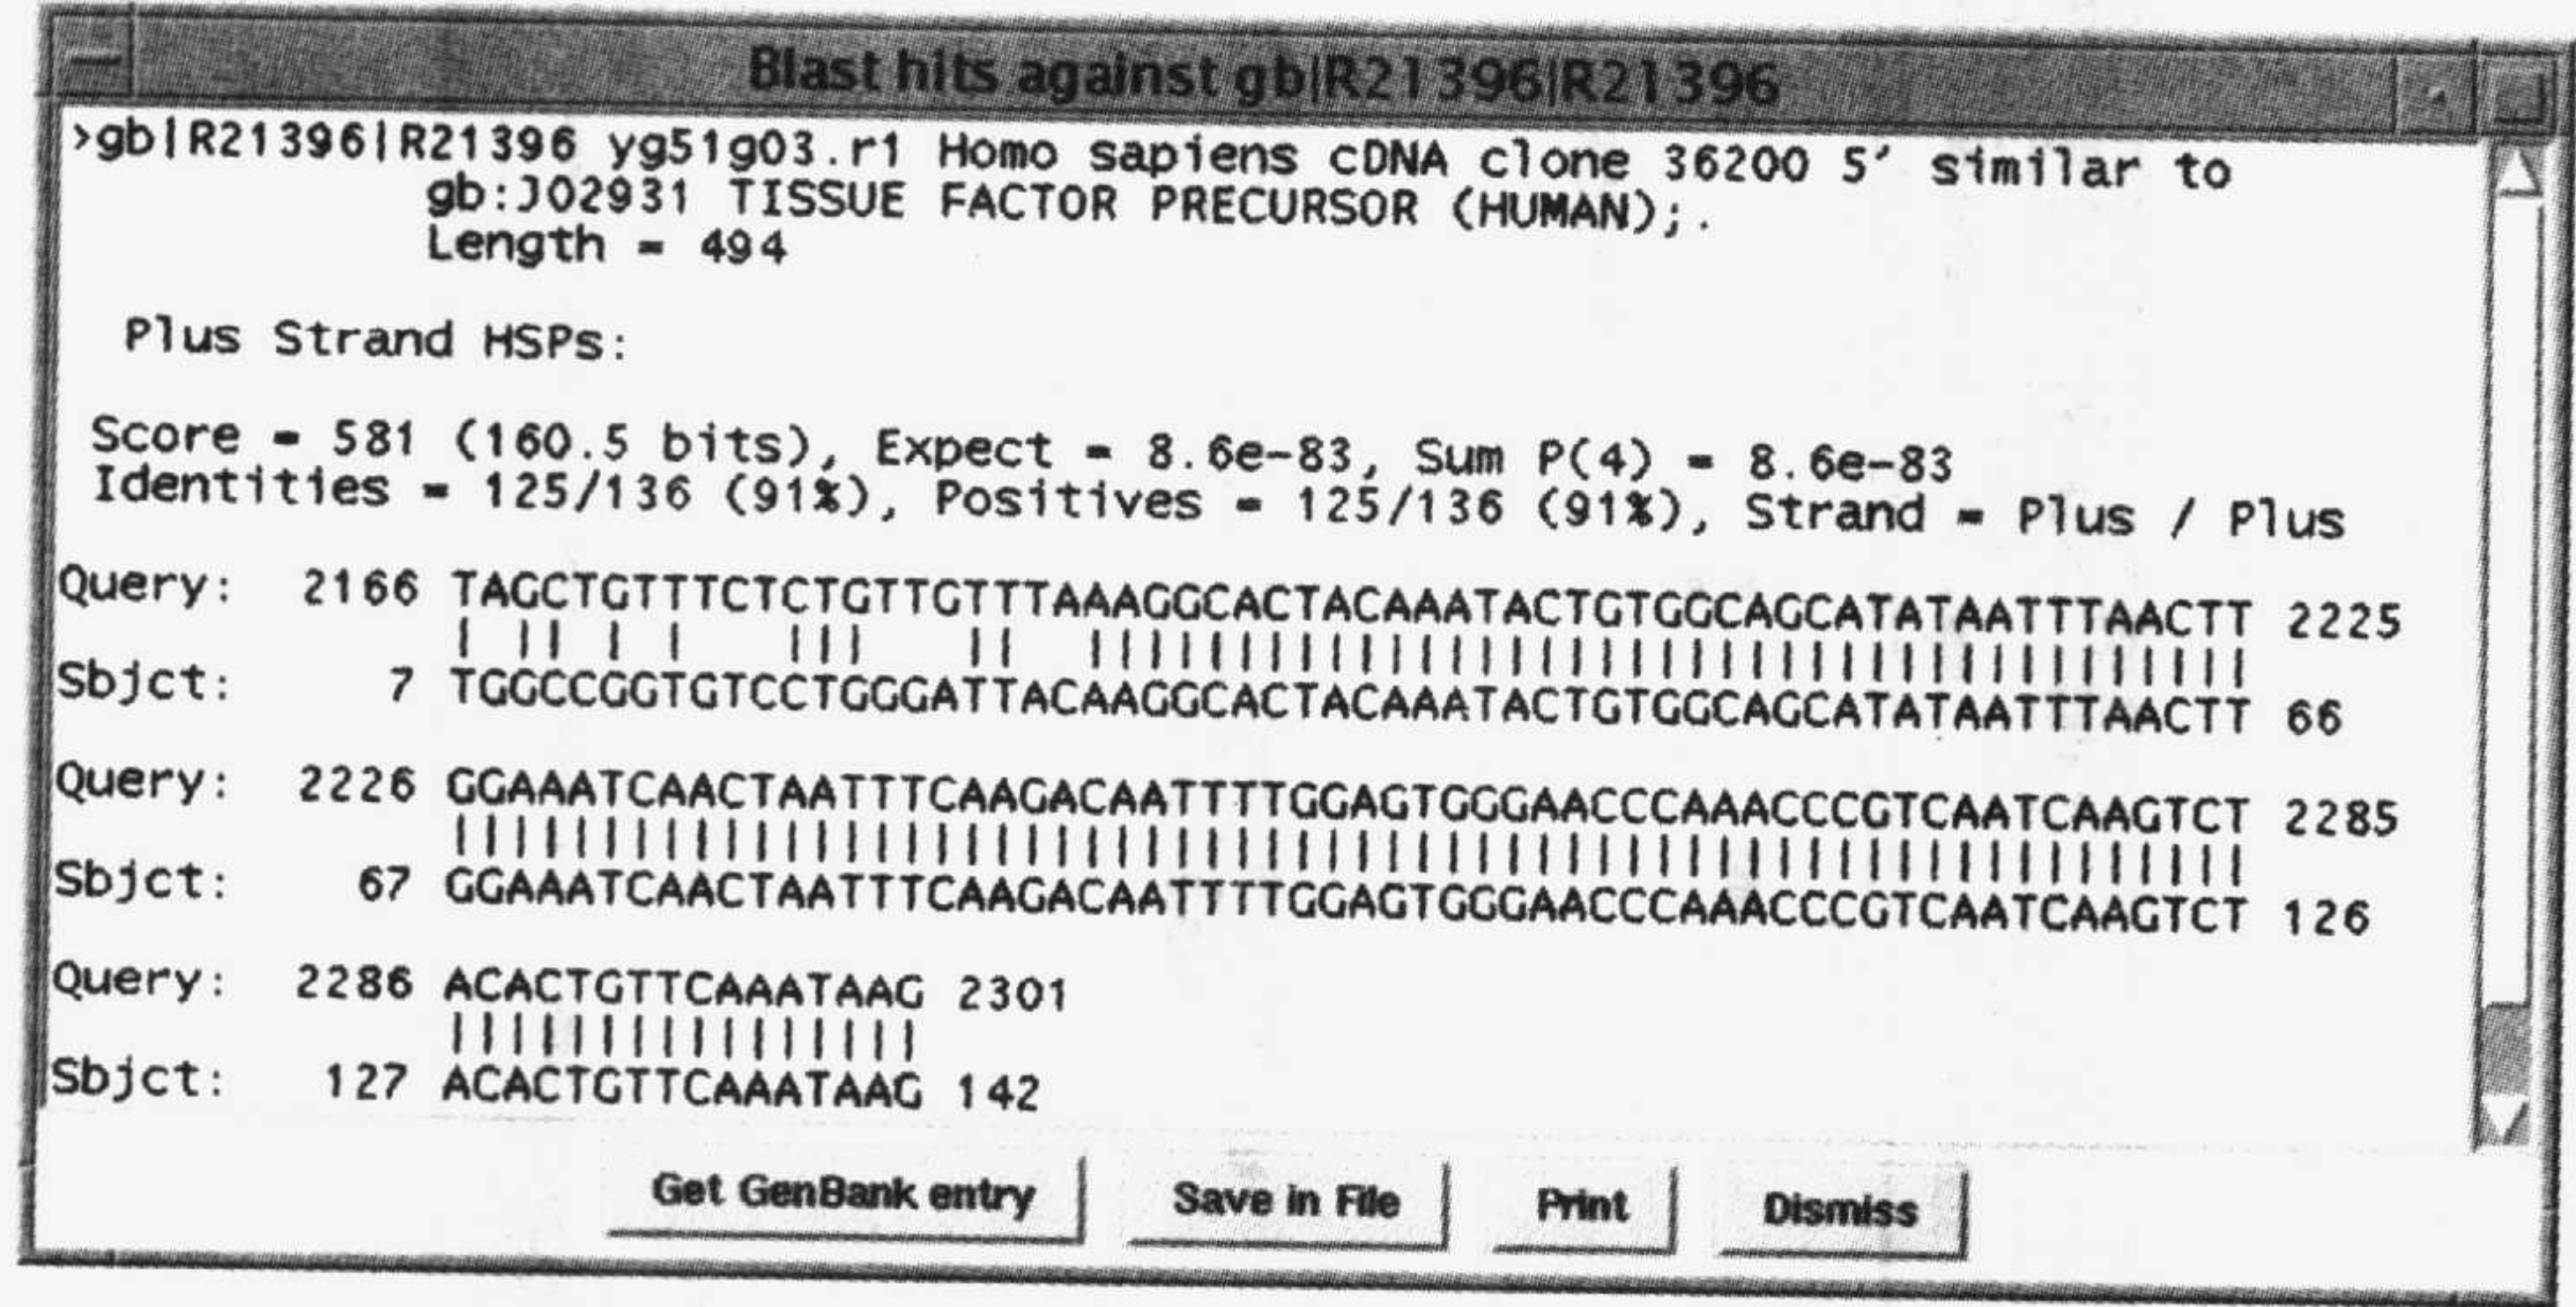 Blast hits against gb|R21396|R21396
>gb|R21396|R21396 yg51g03.r1 Homo sapiens cDNA clone 36200 5' similar to
gb:J02931 TISSUE FACTOR PRECURSOR (HUMAN);.
Length = 494
Plus Strand HSPs:
Score = 581 (160.5 bits), Expect = 8.6e-83, Sum P(4) = 8.6e-83
Identities = 125/136 (91%), Positives = 125/136 (91%), Strand = Plus / Plus
Query: 2166 TAGCTGTTTCTCTGTTGTTTAAAGGCACTACAAATACTGTGGCAGCATATAATTTAACTT 2225
| || | |   |||   ||  |||||||||||||||||||||||||||||||||||||||
Sbjct: 7 TGGCCGGTGTCCTGGGATTACAAGGCACTACAAATACTGTGGCAGCATATAATTTAACTT 66
Query: 2226 GGAAATCAACTAATTTCAAGACAATTTTGGAGTGGGAACCCAAACCCGTCAATCAAGTCT 2285
||||||||||||||||||||||||||||||||||||||||||||||||||||||||||||
Sbjct: 67 GGAAATCAACTAATTTCAAGACAATTTTGGAGTGGGAACCCAAACCCGTCAATCAAGTCT 126
Query: 2286 ACACTGTTCAAATAAG 2301
||||||||||||||||
Sbjct: 127 ACACTGTTCAAATAAG 142
Get GenBank entry Save in File Print Dismiss